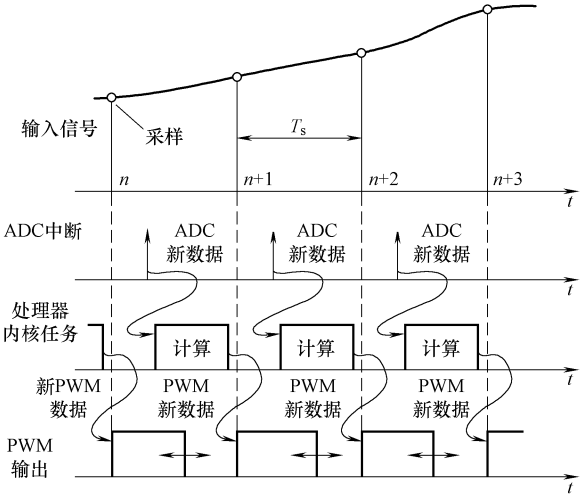 输入信号
采样
Ts
n
n+1
n+2
n+3
t
ADC中断
ADC
新数据
ADC
新数据
ADC
新数据
t
处理器
内核任务
计算
计算
计算
t
新PWM
数据
PWM
新数据
PWM
新数据
PWM
新数据
PWM
输出
t